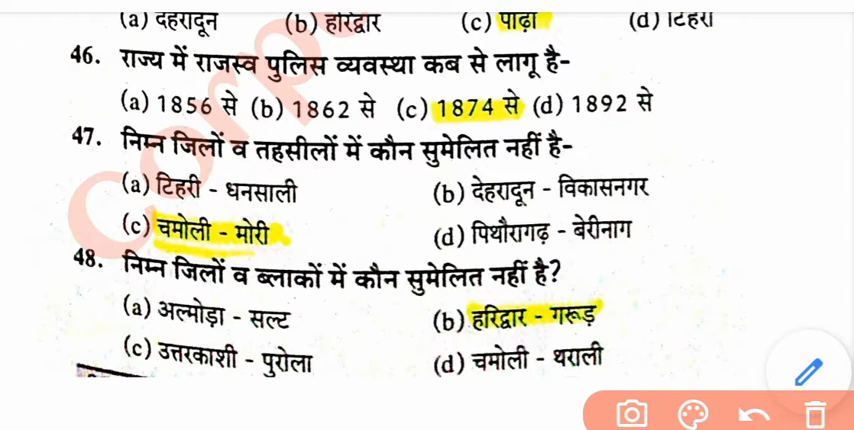 (a) देहरादून (b) हरिद्वार (c) पौढ़ी (d) टिहरी
46. राज्य में राजस्व पुलिस व्यवस्था कब से लागू है-
(a) 1856 से (b) 1862 से (c) 1874 से (d) 1892 से
47. निम्न जिलों व तहसीलों में कौन सुमेलित नहीं है-
(a) टिहरी - धनसाली (b) देहरादून - विकासनगर
(c) चमोली - मोरी (d) पिथौरागढ़ - बेरीनाग
48. निम्न जिलों व ब्लाकों में कौन सुमेलित नहीं है?
(a) अल्मोड़ा - सल्ट (b) हरिद्वार - गरूड़
(c) उत्तरकाशी - पुरोला (d) चमोली - थराली